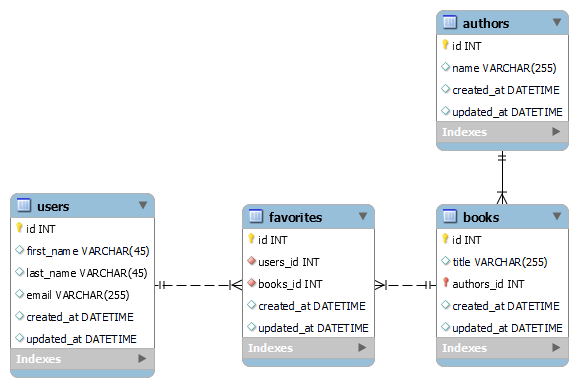 authors
id INT
name VARCHAR(255)
created_at DATETIME
updated_at DATETIME
Indexes
users
id INT
first_name VARCHAR(45)
last_name VARCHAR(45)
email VARCHAR(255)
created_at DATETIME
updated_at DATETIME
Indexes
favorites
id INT
users_id INT
books_id INT
created_at DATETIME
updated_at DATETIME
Indexes
books
id INT
title VARCHAR(255)
authors_id INT
created_at DATETIME
updated_at DATETIME
Indexes